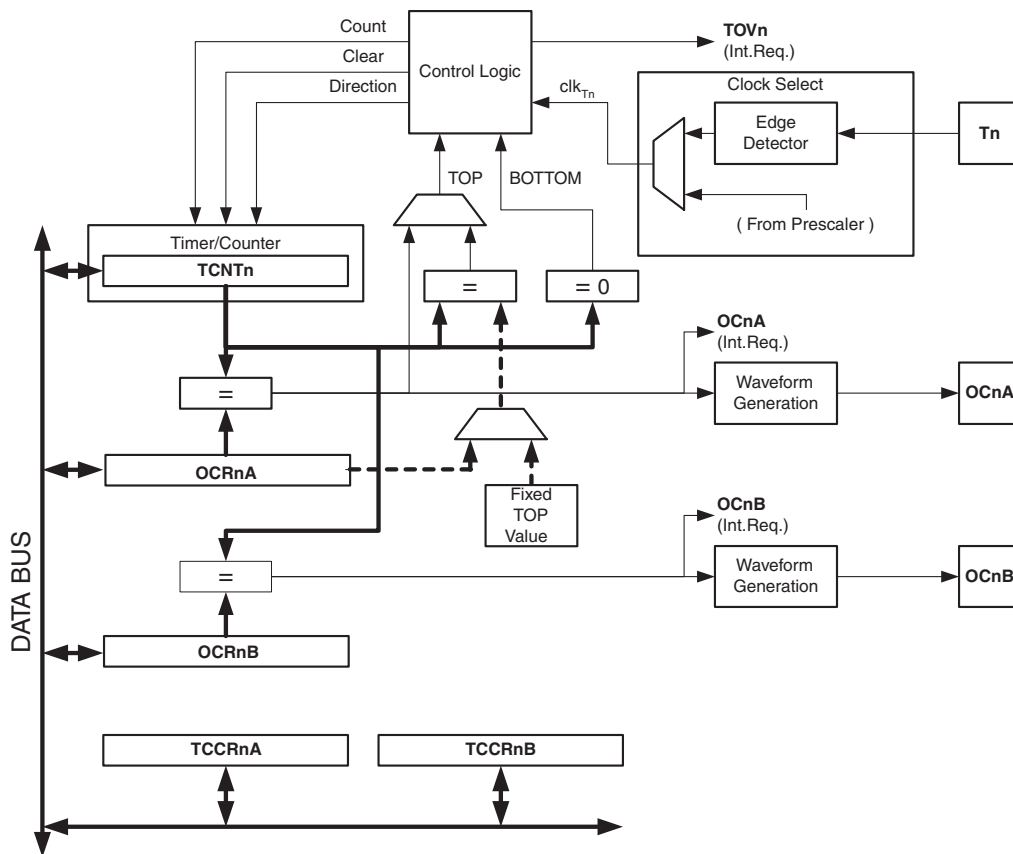 Count
Clear
Direction
Control Logic
TOVn
(Int.Req.)
clkTn
Clock Select
Edge
Detector
Tn
( From Prescaler )
TOP
BOTTOM
Timer/Counter
TCNTn
=
= 0
OCnA
(Int.Req.)
=
Waveform
Generation
OCnA
OCRnA
Fixed
TOP
Value
OCnB
(Int.Req.)
=
Waveform
Generation
OCnB
OCRnB
DATA BUS
TCCRnA
TCCRnB